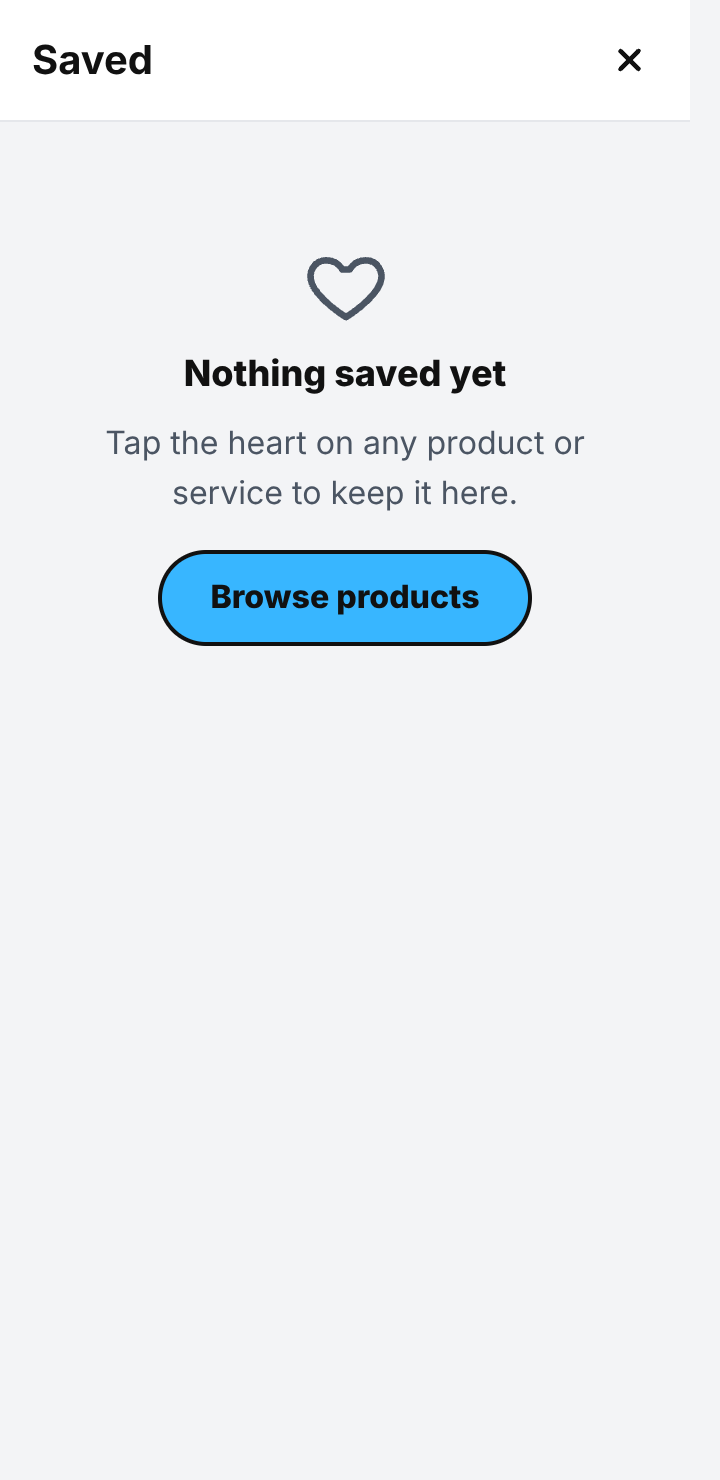 Saved
Nothing saved yet
Tap the heart on any product or
service to keep it here.
Browse products